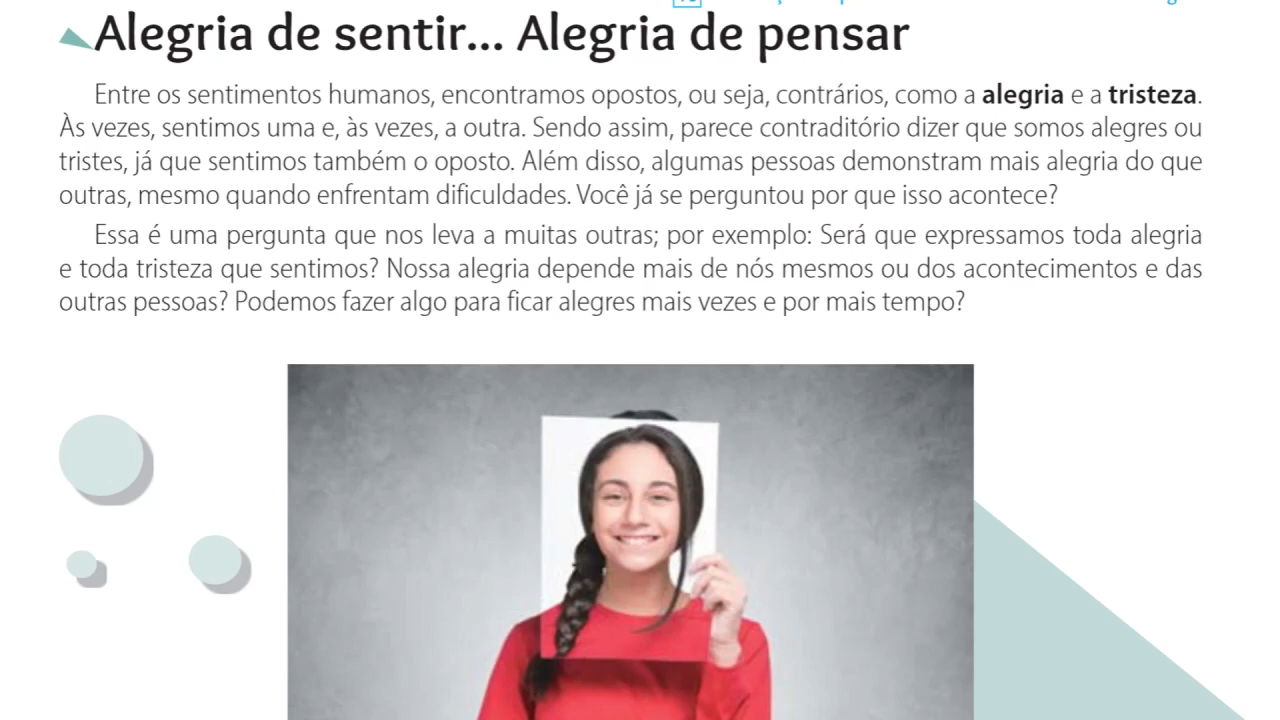 Alegria de sentir... Alegria de pensar
Entre os sentimentos humanos, encontramos opostos, ou seja, contrários, como a alegria e a tristeza.
Às vezes, sentimos uma e, às vezes, a outra. Sendo assim, parece contraditório dizer que somos alegres ou
tristes, já que sentimos também o oposto. Além disso, algumas pessoas demonstram mais alegria do que
outras, mesmo quando enfrentam dificuldades. Você já se perguntou por que isso acontece?
Essa é uma pergunta que nos leva a muitas outras; por exemplo: Será que expressamos toda alegria
e toda tristeza que sentimos? Nossa alegria depende mais de nós mesmos ou dos acontecimentos e das
outras pessoas? Podemos fazer algo para ficar alegres mais vezes e por mais tempo?